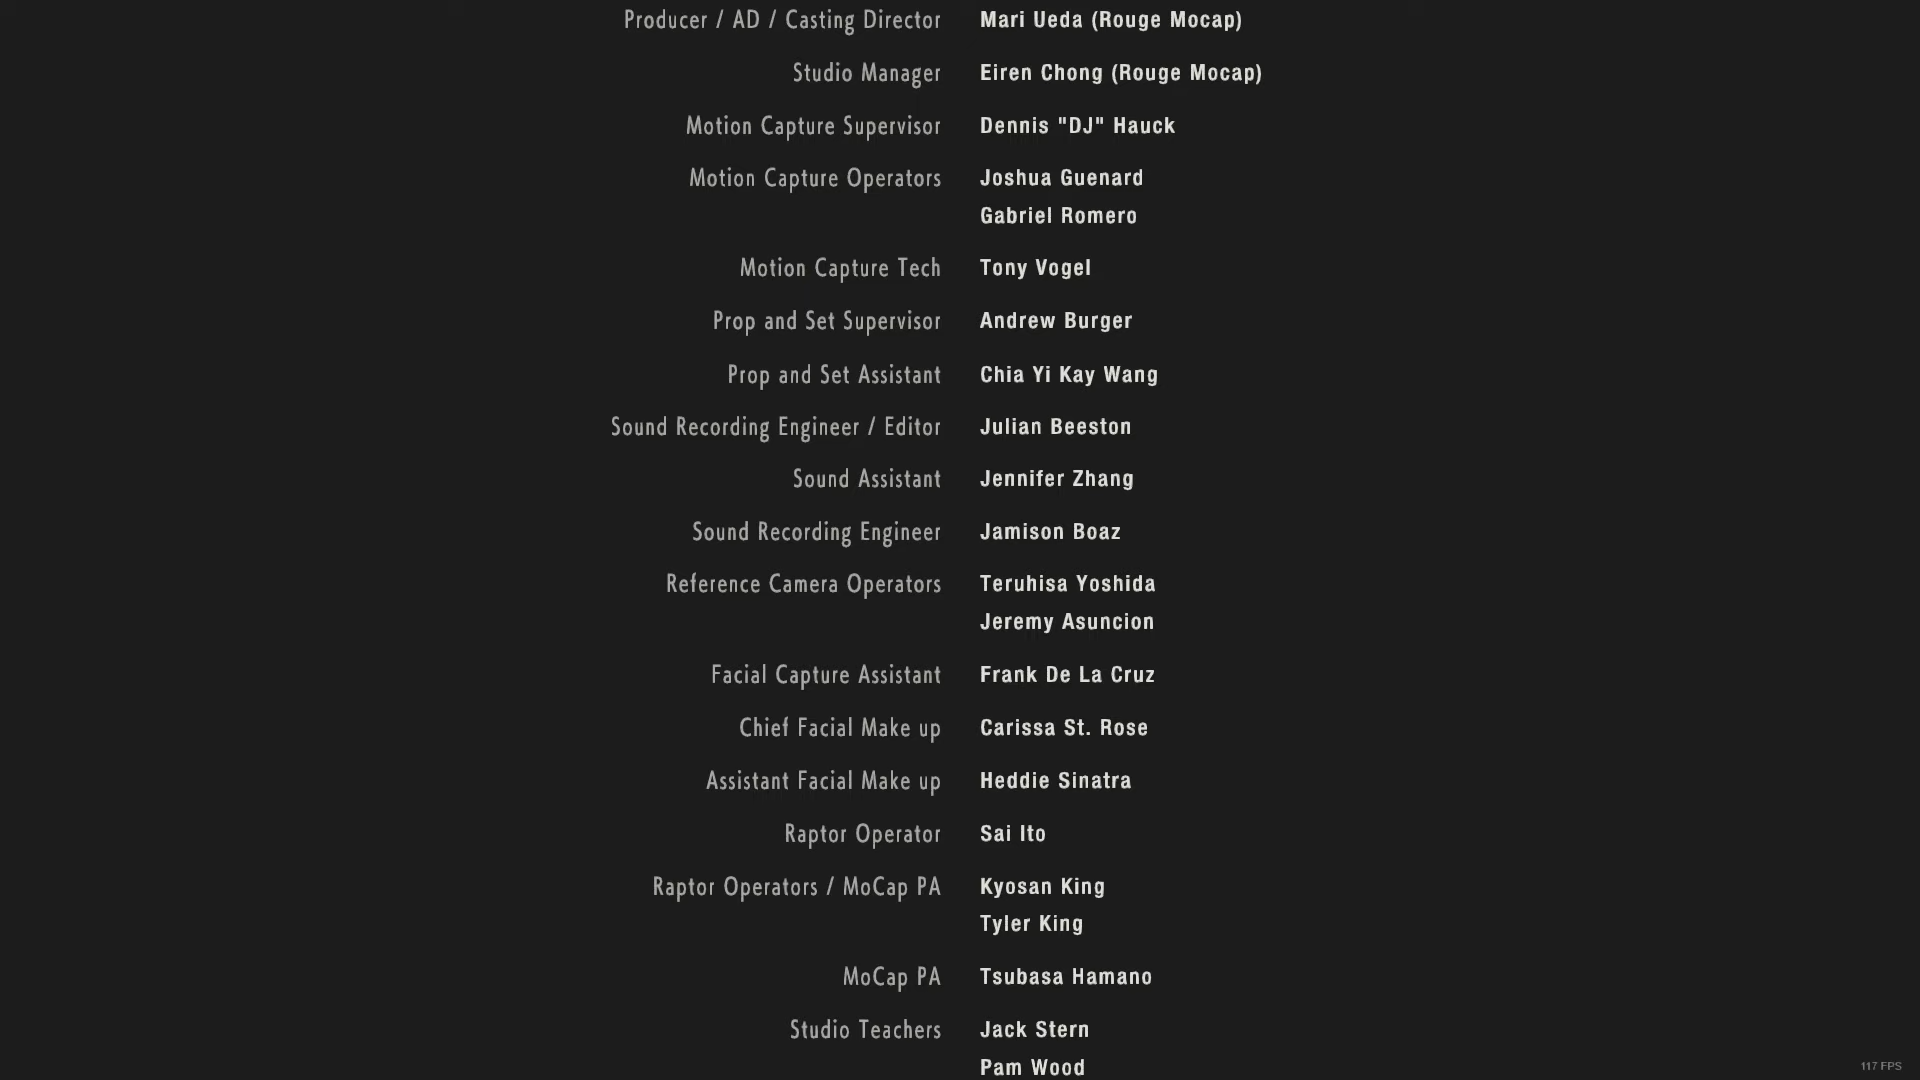 Producer / AD / Casting Director Mari Ueda (Rouge Mocap)
Studio Manager Eiren Chong (Rouge Mocap)
Motion Capture Supervisor Dennis "DJ" Hauck
Motion Capture Operators Joshua Guenard
Gabriel Romero
Motion Capture Tech Tony Vogel
Prop and Set Supervisor Andrew Burger
Prop and Set Assistant Chia Yi Kay Wang
Sound Recording Engineer / Editor Julian Beeston
Sound Assistant Jennifer Zhang
Sound Recording Engineer Jamison Boaz
Reference Camera Operators Teruhisa Yoshida
Jeremy Asuncion
Facial Capture Assistant Frank De La Cruz
Chief Facial Make up Carissa St. Rose
Assistant Facial Make up Heddie Sinatra
Raptor Operator Sai Ito
Raptor Operators / MoCap PA Kyosan King
Tyler King
MoCap PA Tsubasa Hamano
Studio Teachers Jack Stern
Pam Wood
117 FPS